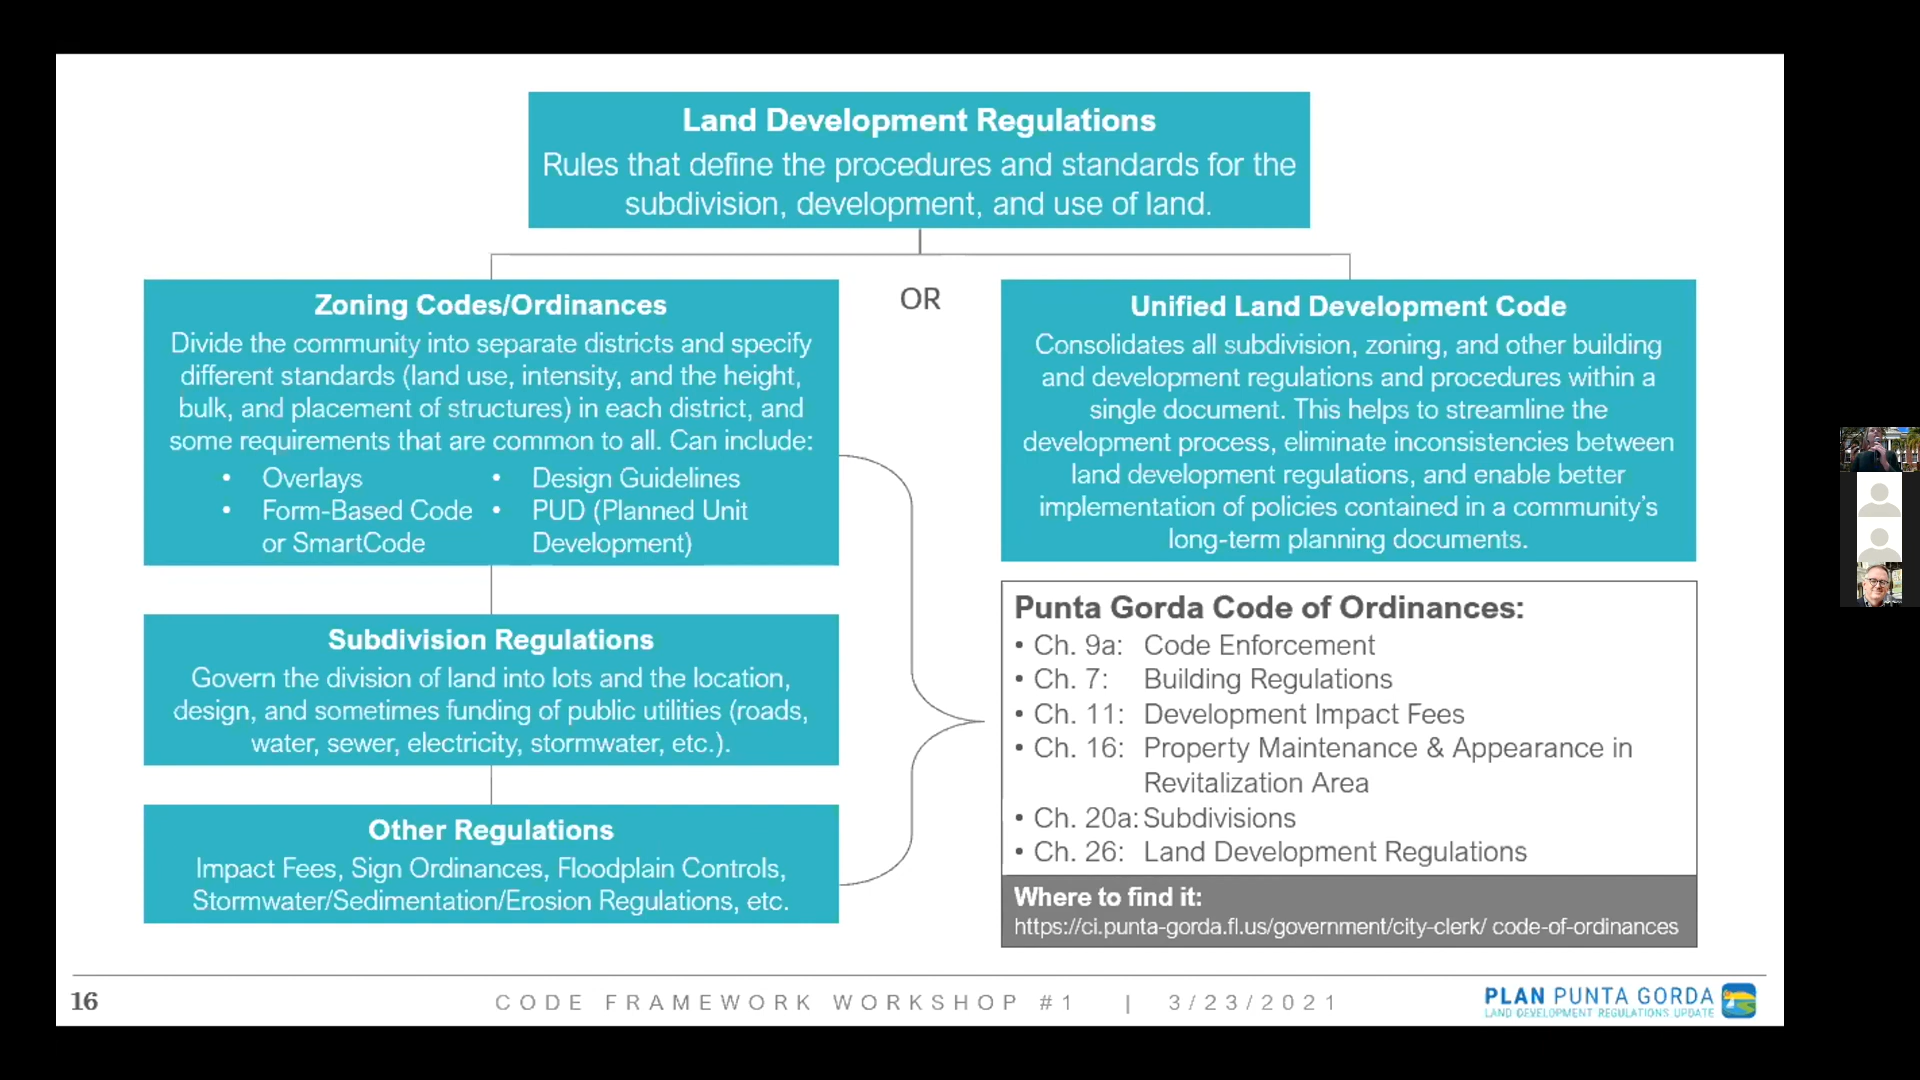 Land Development Regulations
Rules that define the procedures and standards for the
subdivision, development, and use of land.
Zoning Codes/Ordinances
Divide the community into separate districts and specify
different standards (land use, intensity, and the height,
bulk, and placement of structures) in each district, and
some requirements that are common to all. Can include:
• Overlays
• Form-Based Code
or SmartCode
• Design Guidelines
• PUD (Planned Unit
Development)
Subdivision Regulations
Govern the division of land into lots and the location,
design, and sometimes funding of public utilities (roads,
water, sewer, electricity, stormwater, etc.).
Other Regulations
Impact Fees, Sign Ordinances, Floodplain Controls,
Stormwater/Sedimentation/Erosion Regulations, etc.
OR
Unified Land Development Code
Consolidates all subdivision, zoning, and other building
and development regulations and procedures within a
single document. This helps to streamline the
development process, eliminate inconsistencies between
land development regulations, and enable better
implementation of policies contained in a community's
long-term planning documents.
Punta Gorda Code of Ordinances:
• Ch. 9a: Code Enforcement
• Ch. 7: Building Regulations
• Ch. 11: Development Impact Fees
• Ch. 16: Property Maintenance & Appearance in
Revitalization Area
• Ch. 20a: Subdivisions
• Ch. 26: Land Development Regulations
Where to find it:
https://ci.punta-gorda.fl.us/government/city-clerk/ code-of-ordinances
16
CODE FRAMEWORK WORKSHOP #1 | 3/23/2021
PLAN PUNTA GORDA
LAND DEVELOPMENT REGULATIONS UPDATE